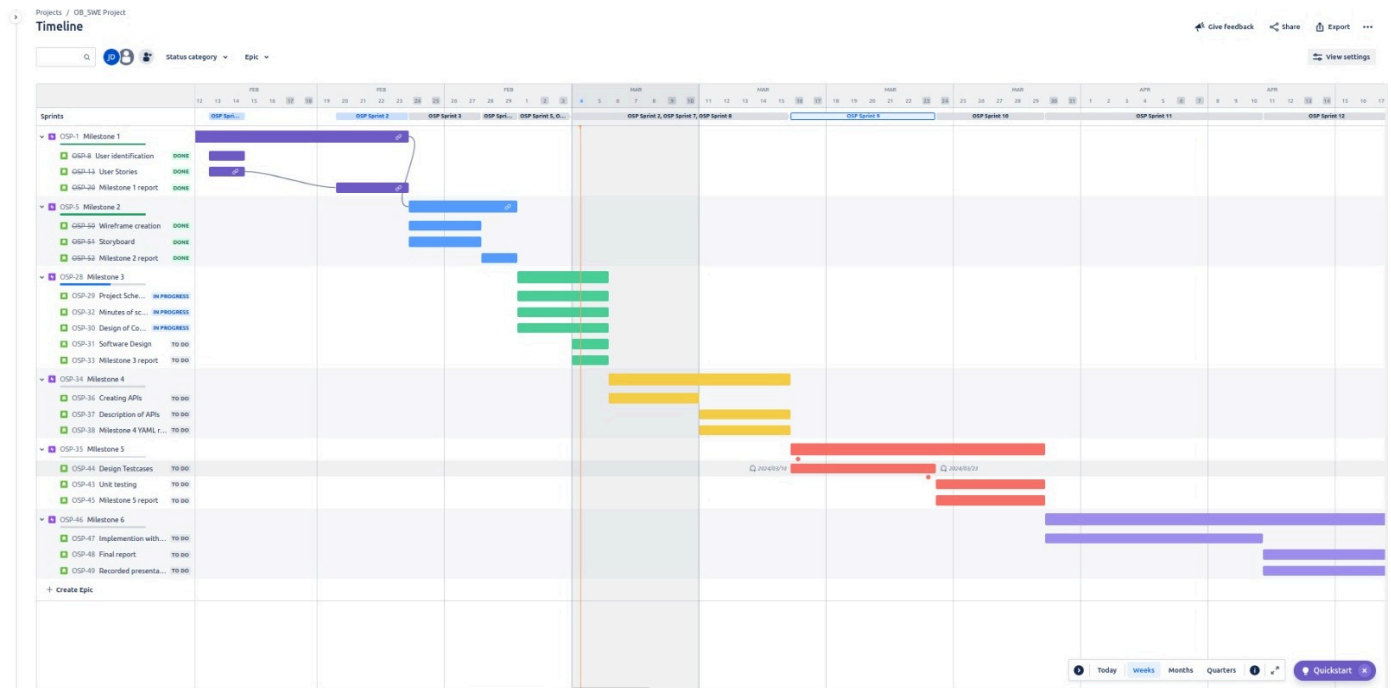 Projects / OB_SWE Project
Timeline
Give feedback Share Export
JD Status category Epic View settings
FEB FEB FEB MAR MAR MAR MAR APR APR
12 13 14 15 16 17 18 19 20 21 22 23 24 25 26 27 28 29 1 2 3 4 5 6 7 8 9 10 11 12 13 14 15 16 17 18 19 20 21 22 23 24 25 26 27 28 29 30 31 1 2 3 4 5 6 7 8 9 10 11 12 13 14 15 16 17
Sprints OSP Spri... OSP Sprint 2 OSP Sprint 3 OSP Spri... OSP Sprint 5, O... OSP Sprint 2, OSP Sprint 7, OSP Sprint 8 OSP Sprint 9 OSP Sprint 10 OSP Sprint 11 OSP Sprint 12
OSP-1 Milestone 1
OSP-8 User identification DONE
OSP-13 User Stories DONE
OSP-20 Milestone 1 report DONE
OSP-5 Milestone 2
OSP-50 Wireframe creation DONE
OSP-51 Storyboard DONE
OSP-52 Milestone 2 report DONE
OSP-28 Milestone 3
OSP-29 Project Sche... IN PROGRESS
OSP-32 Minutes of sc... IN PROGRESS
OSP-30 Design of Co... IN PROGRESS
OSP-31 Software Design TO DO
OSP-33 Milestone 3 report TO DO
OSP-34 Milestone 4
OSP-36 Creating APIs TO DO
OSP-37 Description of APIs TO DO
OSP-38 Milestone 4 YAML r... TO DO
OSP-35 Milestone 5
OSP-44 Design Testcases TO DO 2024/03/16 2024/03/23
OSP-43 Unit testing TO DO
OSP-45 Milestone 5 report TO DO
OSP-46 Milestone 6
OSP-47 Implemention with... TO DO
OSP-48 Final report TO DO
OSP-49 Recorded presenta... TO DO
+ Create Epic
Today Weeks Months Quarters Quickstart